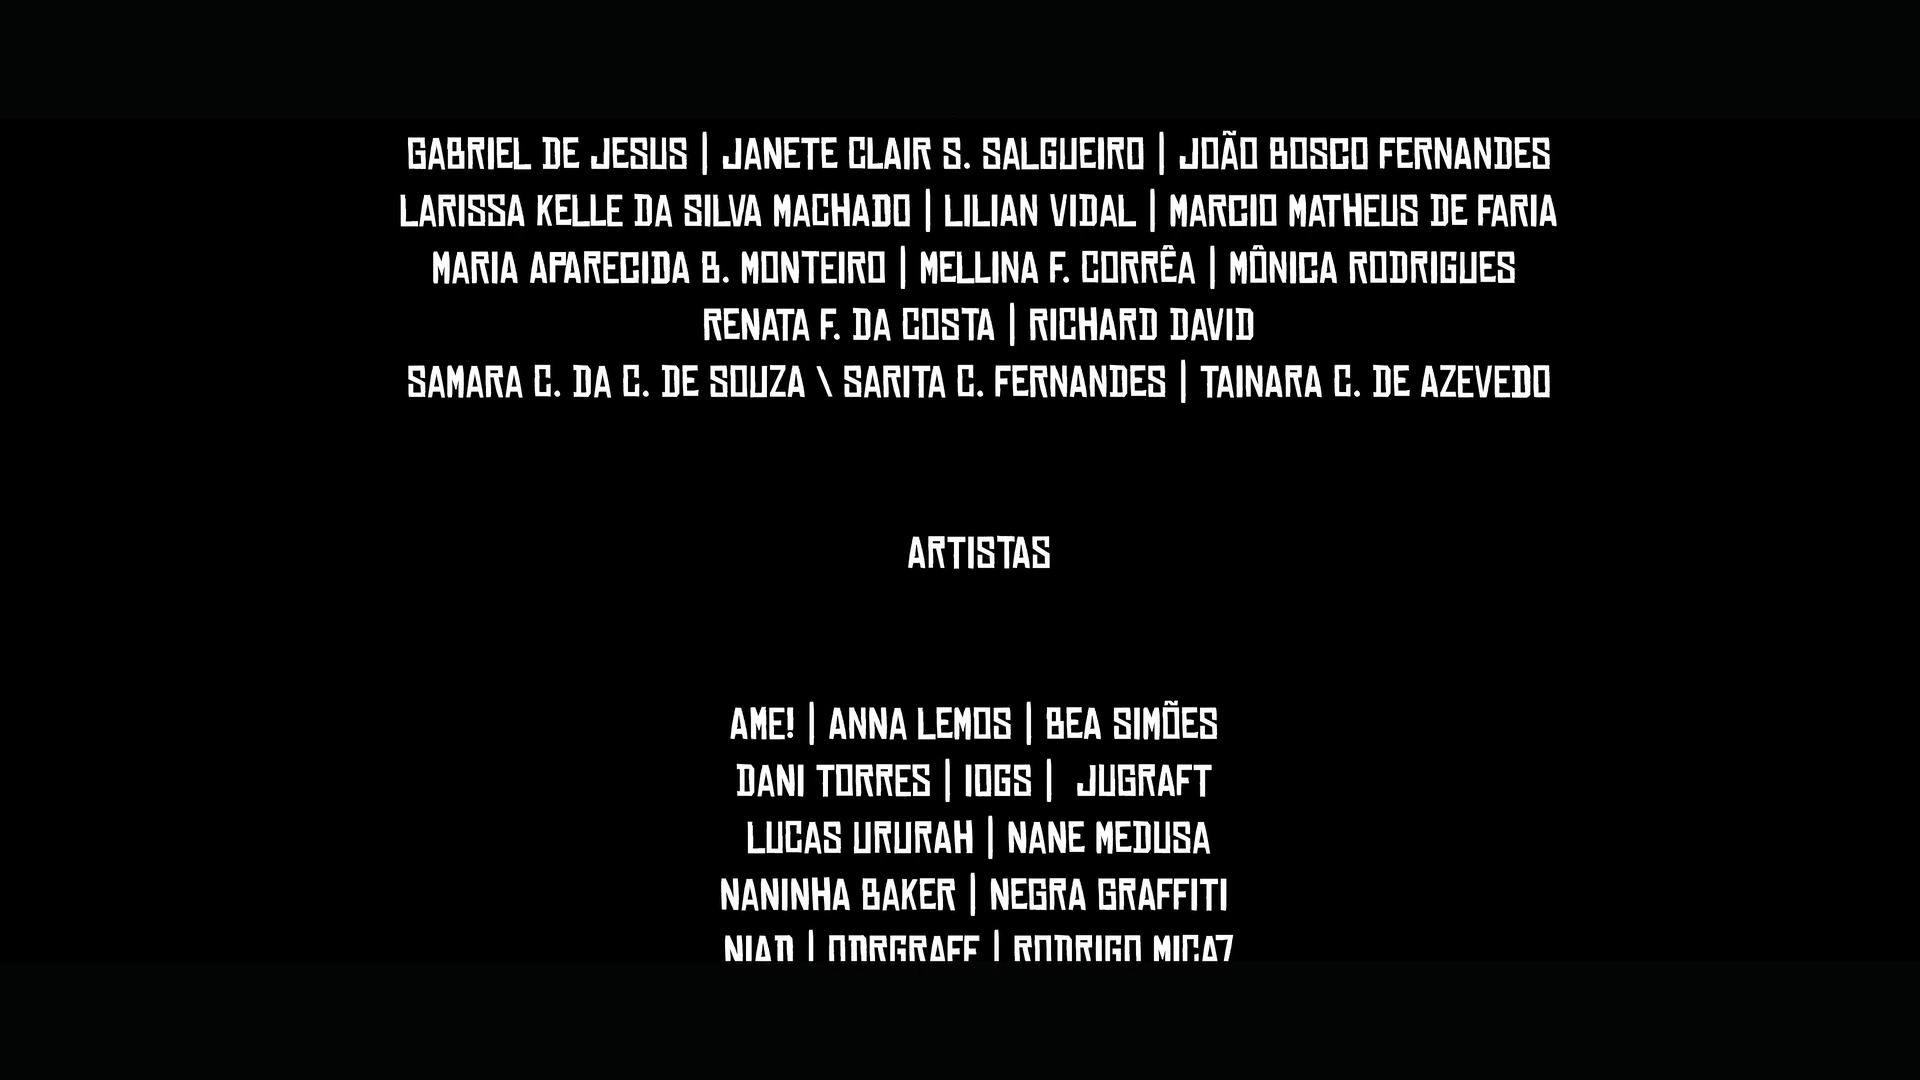 GABRIEL DE JESUS | JANETE CLAIR S. SALGUEIRO | JOÃO BOSCO FERNANDES
LARISSA KELLE DA SILVA MACHADO | LILIAN VIDAL | MARCIO MATHEUS DE FARIA
MARIA APARECIDA B. MONTEIRO | MELLINA F. CORRÊA | MÔNICA RODRIGUES
RENATA F. DA COSTA | RICHARD DAVID
SAMARA C. DA C. DE SOUZA \ SARITA C. FERNANDES | TAINARA C. DE AZEVEDO
ARTISTAS
AME! | ANNA LEMOS | BEA SIMÕES
DANI TORRES | IOGS | JUGRAFT
LUCAS URURAH | NANE MEDUSA
NANINHA BAKER | NEGRA GRAFFITI
| RODRIGO